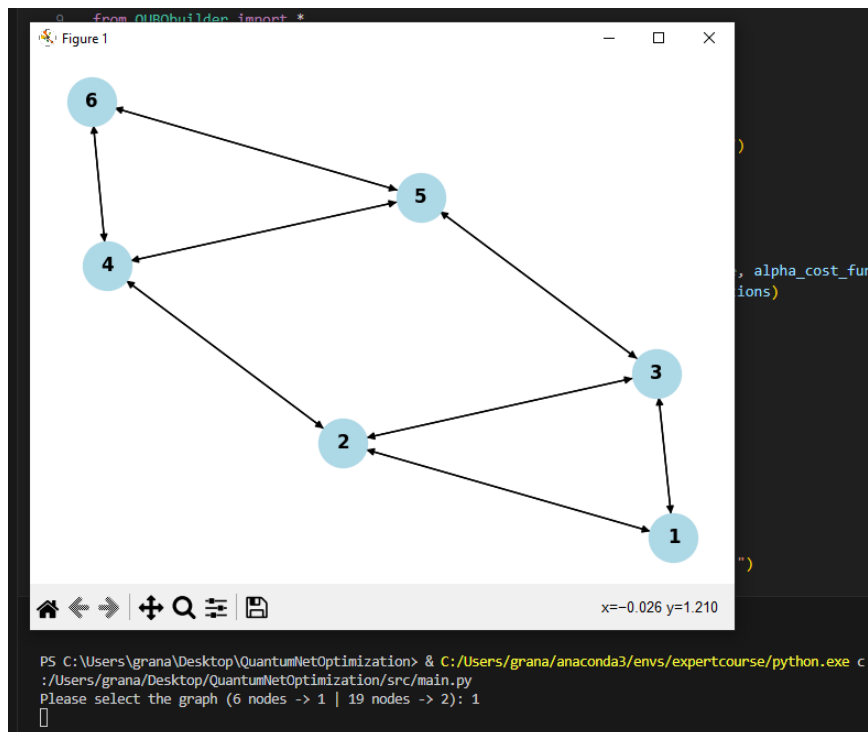 9 from QUBObuilder import *
Figure 1
6
5
)
4
, alpha_cost_fun
ions)
3
2
1
")
x=−0.026 y=1.210
PS C:\Users\grana\Desktop\QuantumNetOptimization> & C:/Users/grana/anaconda3/envs/expertcourse/python.exe c
:/Users/grana/Desktop/QuantumNetOptimization/src/main.py
Please select the graph (6 nodes -> 1 | 19 nodes -> 2): 1